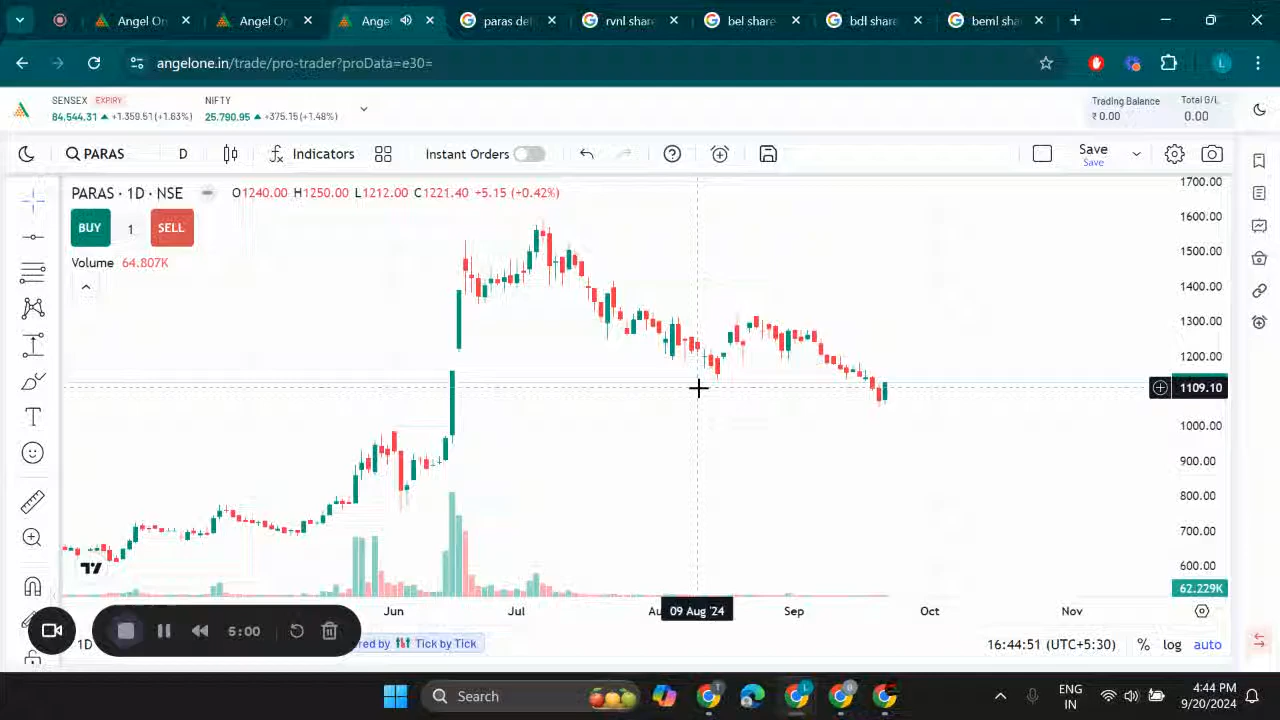 Angel On
Angel On
Angel
paras def
rvnl share
bel share
bdl share
beml sha
angelone.in/trade/pro-trader?proData=e30=
SENSEX EXPIRY
84,544.31 +1,359.51 (+1.63%)
NIFTY
25,790.95 +375.15 (+1.48%)
Trading Balance
₹ 0.00
Total G/L
0.00
PARAS
D
Indicators
Instant Orders
Save
Save
PARAS · 1D · NSE
O1240.00 H1250.00 L1212.00 C1221.40 +5.15 (+0.42%)
BUY
1
SELL
Volume 64.807K
1700.00
1600.00
1500.00
1400.00
1300.00
1200.00
1109.10
1000.00
900.00
800.00
700.00
600.00
62.229K
Jun
Jul
Au
09 Aug '24
Sep
Oct
Nov
5:00
1D
ered by Tick by Tick
16:44:51 (UTC+5:30)
%
log
auto
Search
ENG
IN
4:44 PM
9/20/2024